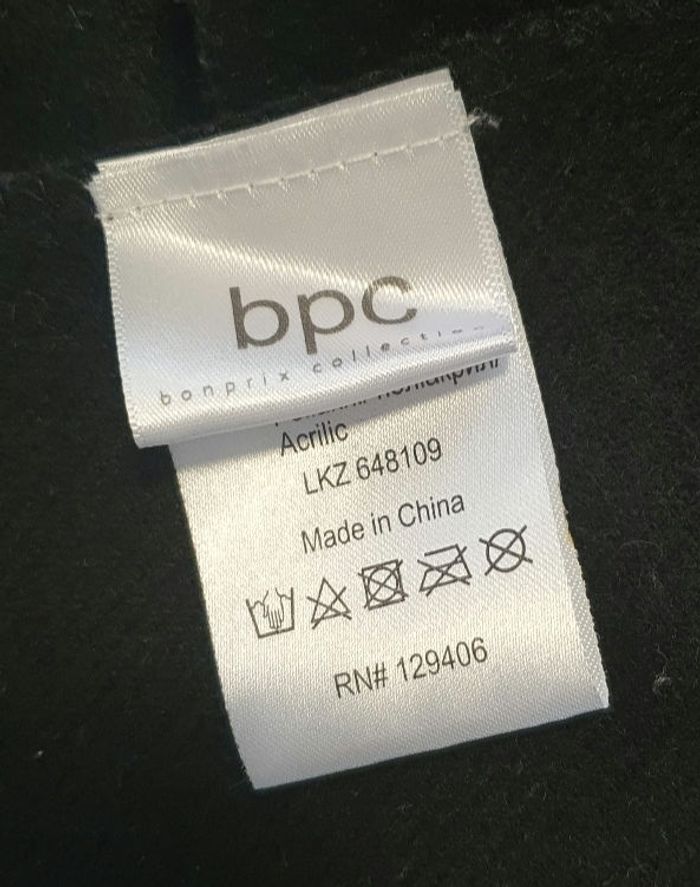 bpc
bonprix collection
Acrilic
LKZ 648109
Made in China
RN# 129406